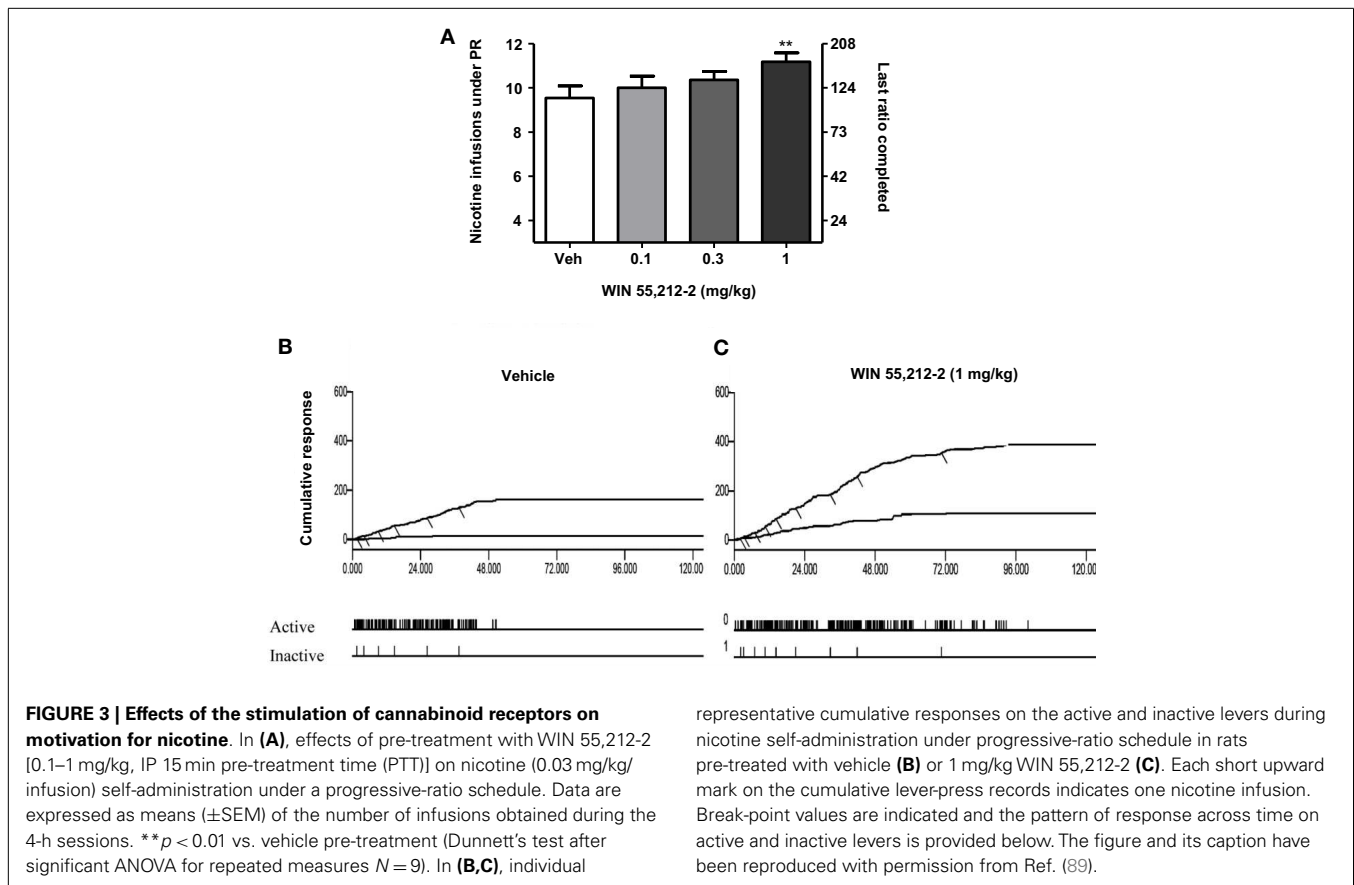 A
Nicotine infusions under PR
12
10
8
6
4
**
208
124
73
42
24
Last ratio completed
Veh 0.1 0.3 1
WIN 55,212-2 (mg/kg)
B
Vehicle
Cumulative response
600
400
200
0
0.000 24.000 48.000 72.000 96.000 120.00
Active
Inactive
C
WIN 55,212-2 (1 mg/kg)
600
400
200
0
0.000 24.000 48.000 72.000 96.000 120.00
0
1
FIGURE 3 | Effects of the stimulation of cannabinoid receptors on
motivation for nicotine. In (A), effects of pre-treatment with WIN 55,212-2
[0.1–1 mg/kg, IP 15 min pre-treatment time (PTT)] on nicotine (0.03 mg/kg/
infusion) self-administration under a progressive-ratio schedule. Data are
expressed as means (±SEM) of the number of infusions obtained during the
4-h sessions. **p < 0.01 vs. vehicle pre-treatment (Dunnett's test after
significant ANOVA for repeated measures N = 9). In (B,C), individual
representative cumulative responses on the active and inactive levers during
nicotine self-administration under progressive-ratio schedule in rats
pre-treated with vehicle (B) or 1 mg/kg WIN 55,212-2 (C). Each short upward
mark on the cumulative lever-press records indicates one nicotine infusion.
Break-point values are indicated and the pattern of response across time on
active and inactive levers is provided below. The figure and its caption have
been reproduced with permission from Ref. (89).